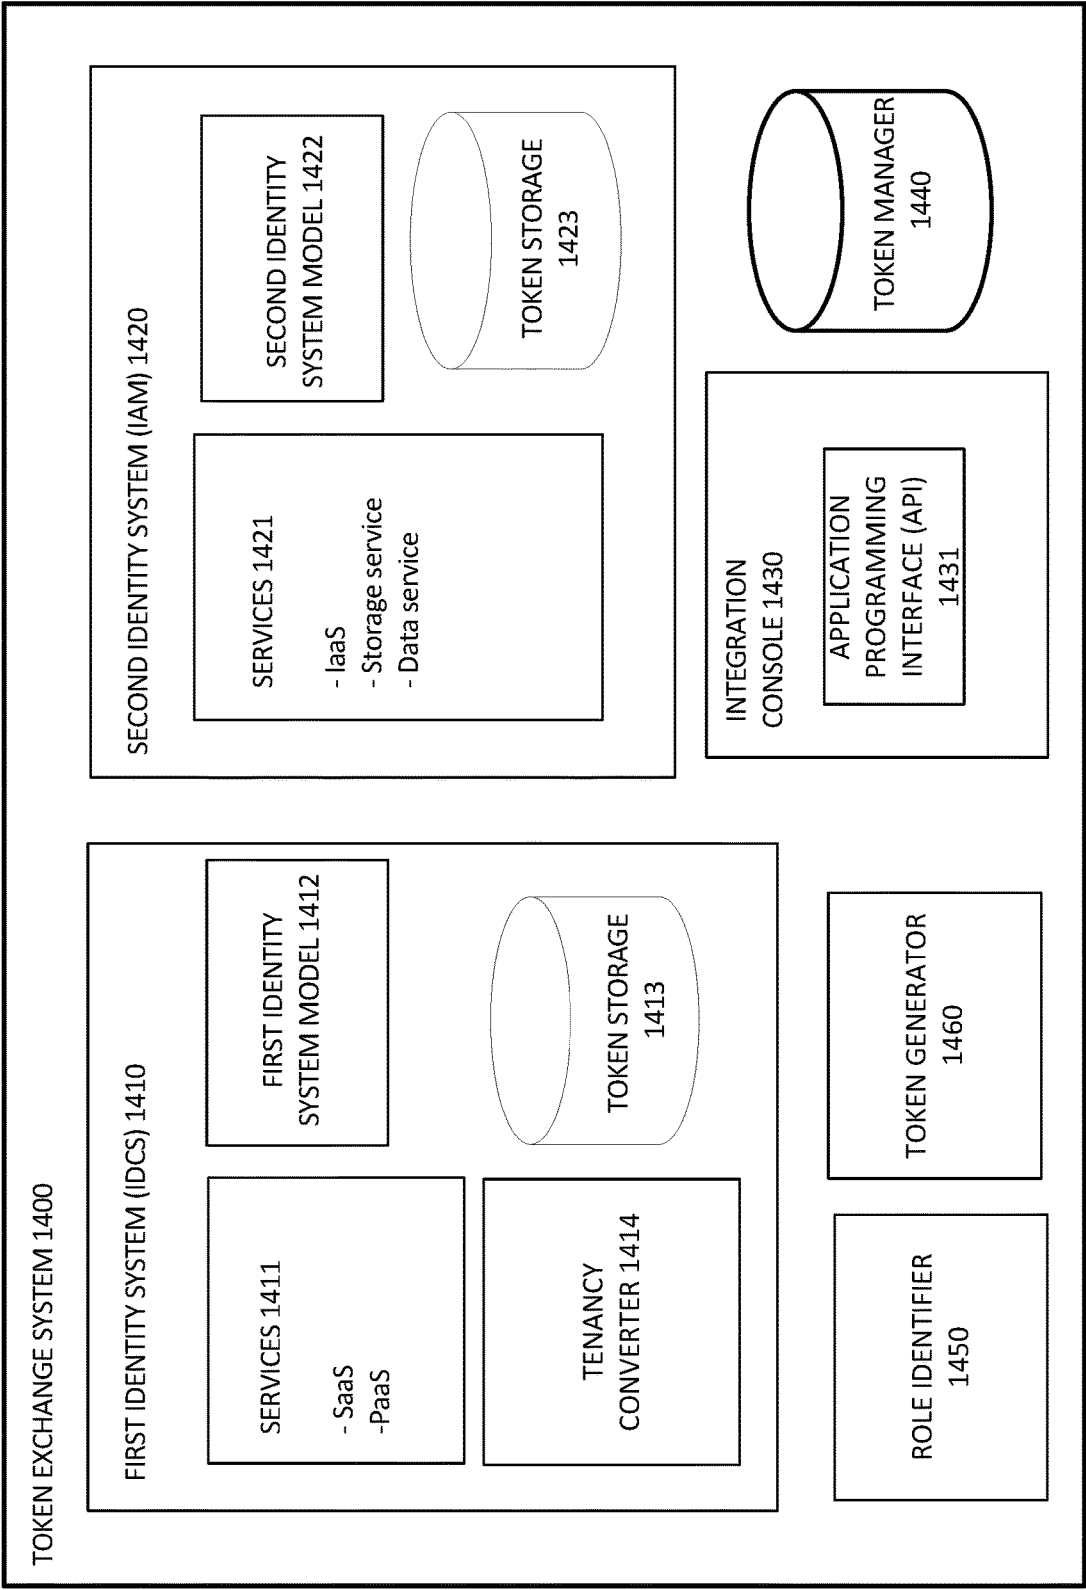 TOKEN EXCHANGE SYSTEM 1400
FIRST IDENTITY SYSTEM (IDCS) 1410
SERVICES 1411
- SaaS
-PaaS
FIRST IDENTITY
SYSTEM MODEL 1412
TENANCY
CONVERTER 1414
TOKEN STORAGE
1413
SECOND IDENTITY SYSTEM (IAM) 1420
SERVICES 1421
- IaaS
- Storage service
- Data service
SECOND IDENTITY
SYSTEM MODEL 1422
TOKEN STORAGE
1423
ROLE IDENTIFIER
1450
TOKEN GENERATOR
1460
INTEGRATION
CONSOLE 1430
APPLICATION
PROGRAMMING
INTERFACE (API)
1431
TOKEN MANAGER
1440